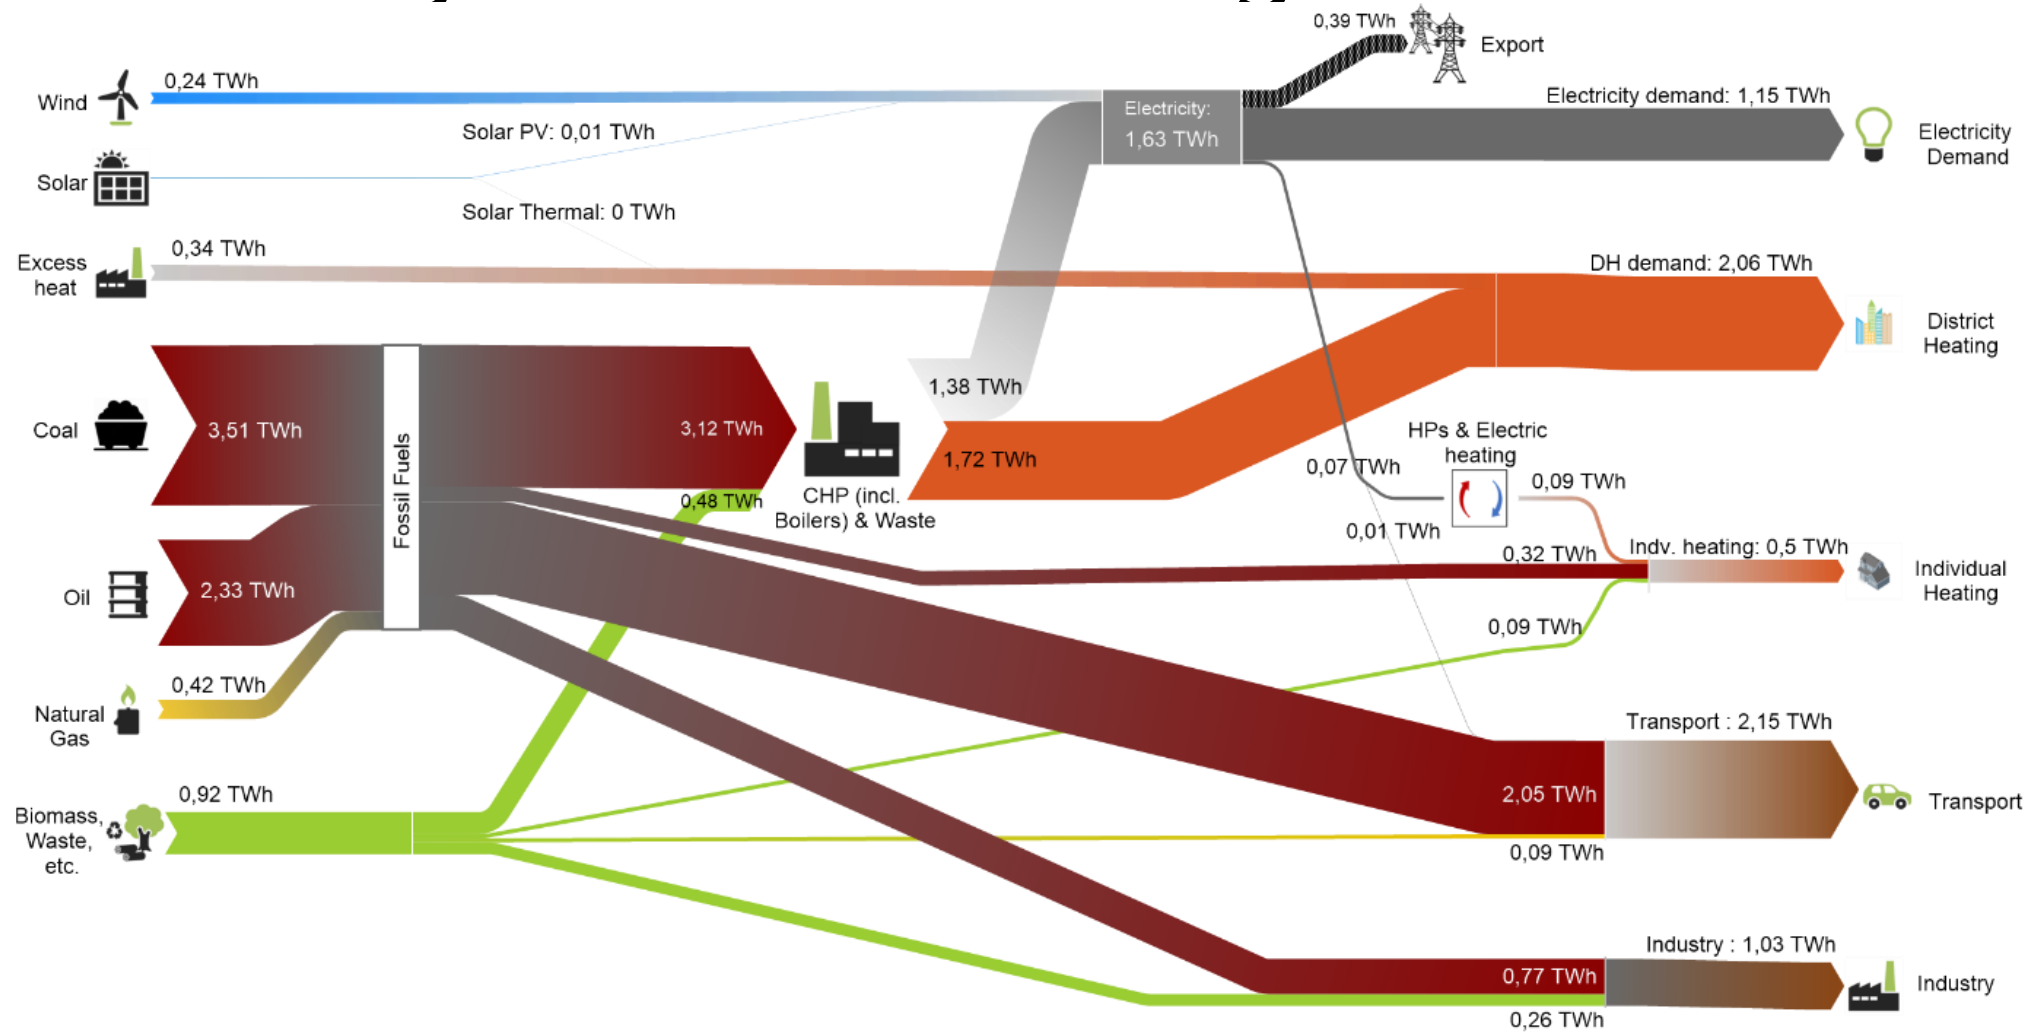 0,39 TWh
Export
Wind
0,24 TWh
Electricity:
1,63 TWh
Electricity demand: 1,15 TWh
Electricity
Demand
Solar PV: 0,01 TWh
Solar
Solar Thermal: 0 TWh
Excess
heat
0,34 TWh
DH demand: 2,06 TWh
District
Heating
Coal
3,51 TWh
Fossil Fuels
3,12 TWh
0,48 TWh
CHP (incl.
Boilers) & Waste
1,38 TWh
1,72 TWh
HPs & Electric
heating
0,07 TWh
0,09 TWh
0,01 TWh
0,32 TWh
Indv. heating: 0,5 TWh
Individual
Heating
Oil
2,33 TWh
0,09 TWh
Natural
Gas
0,42 TWh
Transport : 2,15 TWh
2,05 TWh
Transport
0,09 TWh
Biomass,
Waste,
etc.
0,92 TWh
Industry : 1,03 TWh
0,77 TWh
Industry
0,26 TWh